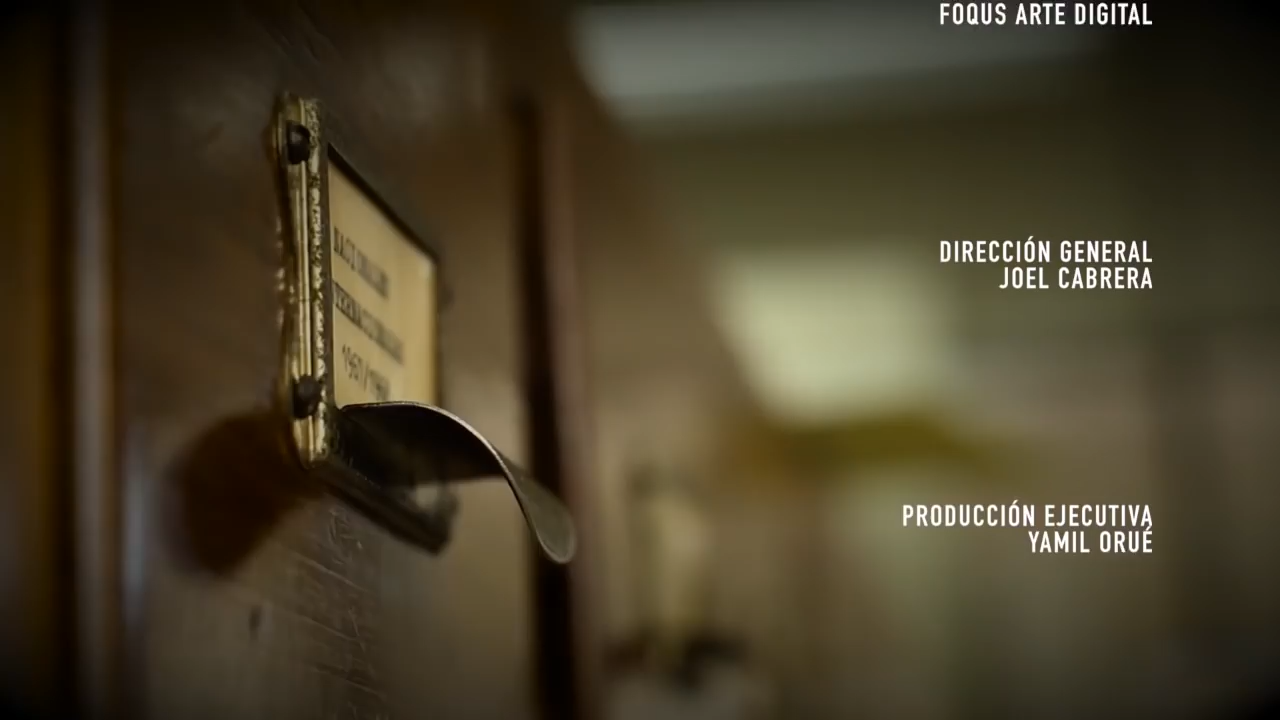 FOQUS ARTE DIGITAL
DIRECCIÓN GENERAL
JOEL CABRERA
PRODUCCIÓN EJECUTIVA
YAMIL ORUÉ